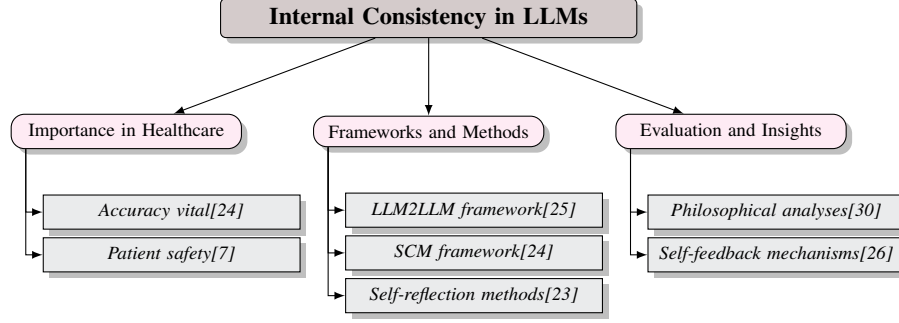 Internal Consistency in LLMs
Importance in Healthcare
Accuracy vital[24]
Patient safety[7]
Frameworks and Methods
LLM2LLM framework[25]
SCM framework[24]
Self-reflection methods[23]
Evaluation and Insights
Philosophical analyses[30]
Self-feedback mechanisms[26]